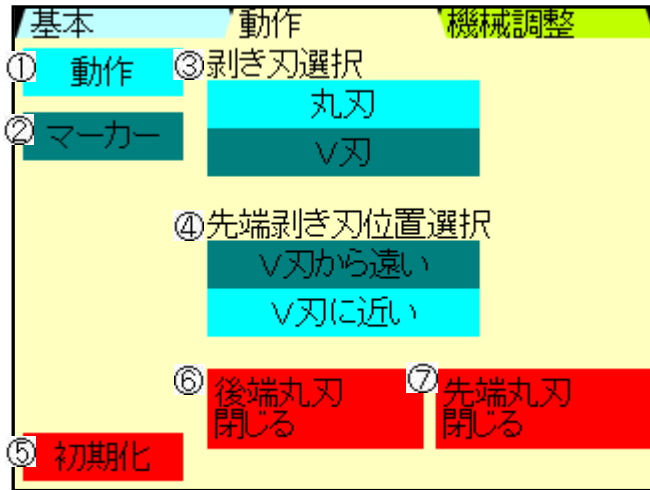 基本 動作 機械調整
① 動作 ③剥き刃選択
丸刃
② マーカー
V刃
④先端剥き刃位置選択
V刃から遠い
V刃に近い
⑥ 後端丸刃 ⑦ 先端丸刃
閉じる 閉じる
⑤ 初期化